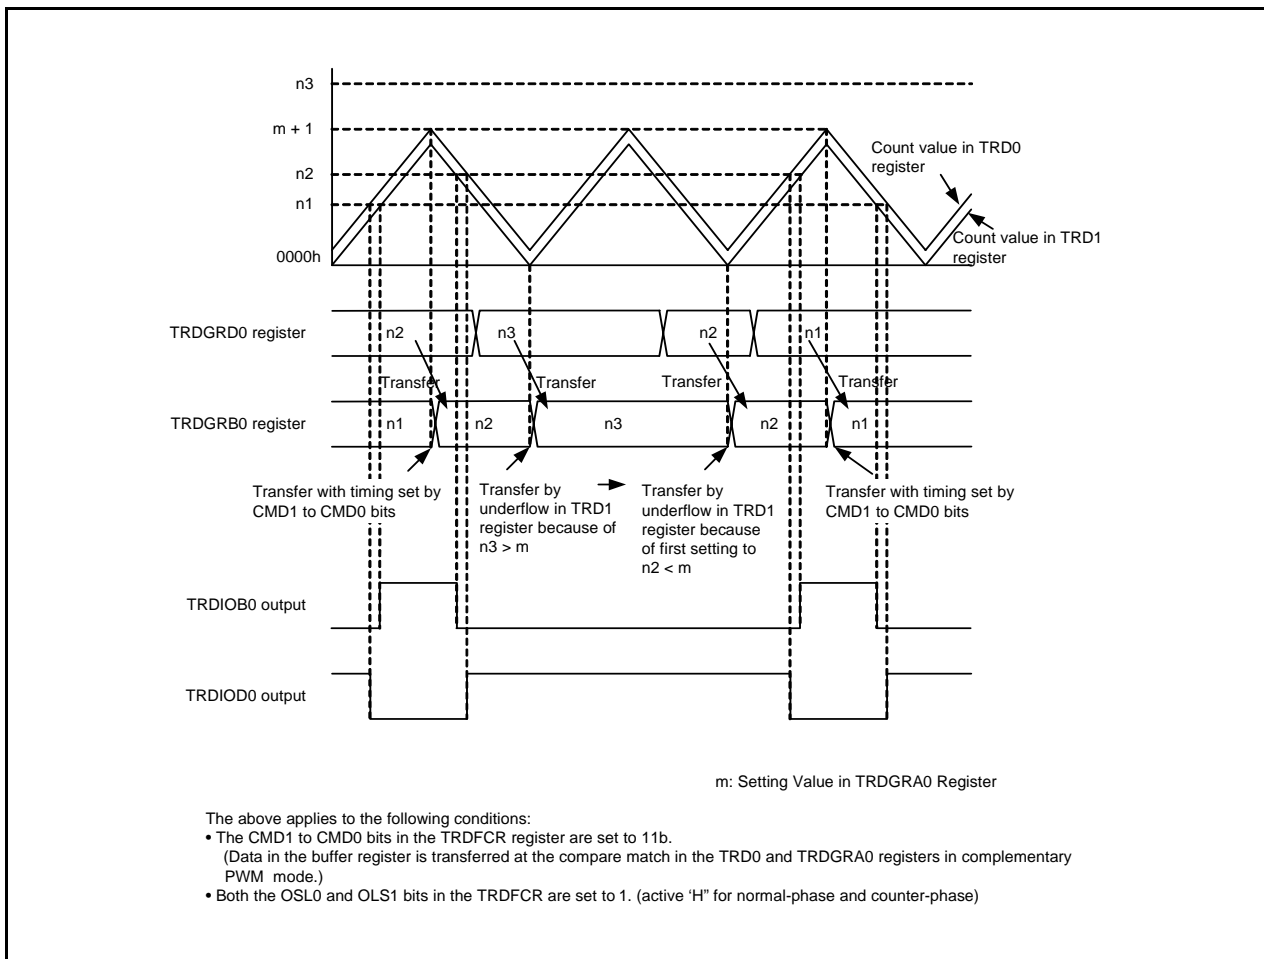 n3
m + 1
n2
n1
0000h
Count value in TRD0
register
Count value in TRD1
register
TRDGRD0 register
n2
n3
n2
n1
Transfer
Transfer
Transfer
Transfer
TRDGRB0 register
n1
n2
n3
n2
n1
Transfer with timing set by
CMD1 to CMD0 bits
Transfer by
underflow in TRD1
register because of
n3 > m
Transfer by
underflow in TRD1
register because
of first setting to
n2 < m
Transfer with timing set by
CMD1 to CMD0 bits
TRDIOB0 output
TRDIOD0 output
m: Setting Value in TRDGRA0 Register
The above applies to the following conditions:
• The CMD1 to CMD0 bits in the TRDFCR register are set to 11b.
(Data in the buffer register is transferred at the compare match in the TRD0 and TRDGRA0 registers in complementary
PWM mode.)
• Both the OSL0 and OLS1 bits in the TRDFCR are set to 1. (active ‘H” for normal-phase and counter-phase)